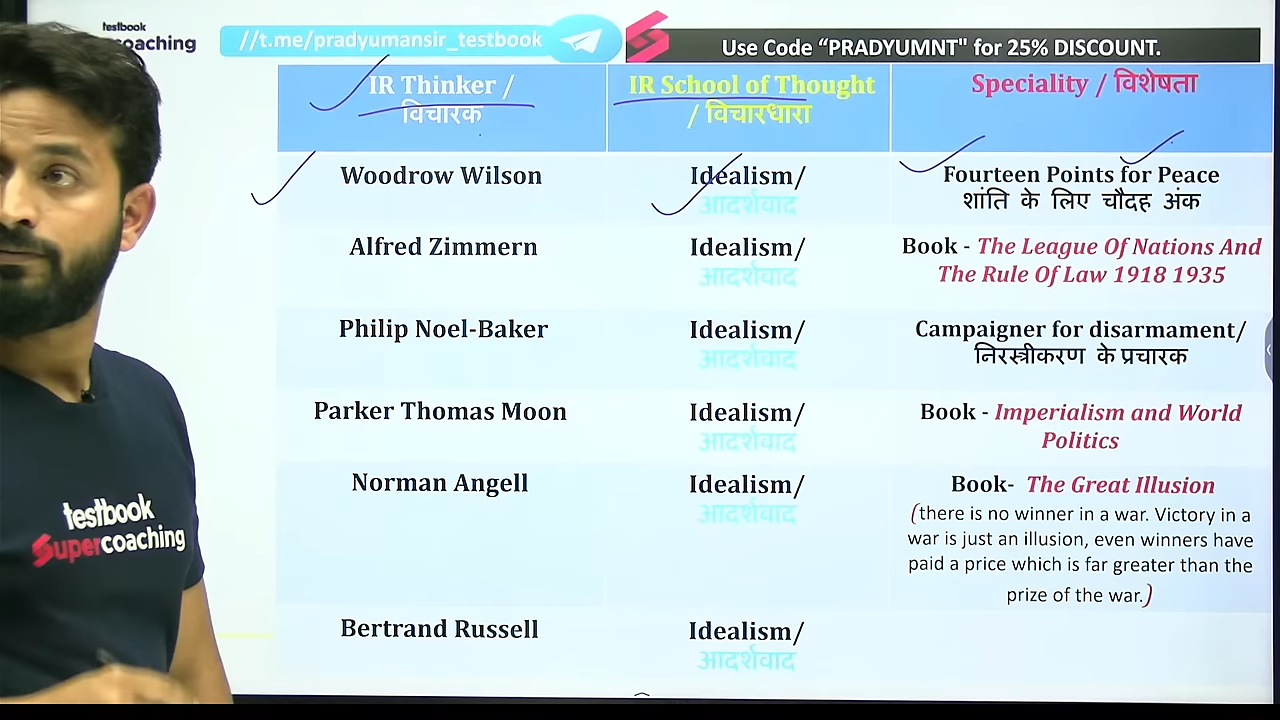 testbook
coaching
//t.me/pradyumansir_testbook
Use Code “PRADYUMNT" for 25% DISCOUNT.
IR Thinker /
विचारक
IR School of Thought
/ विचारधारा
Speciality / विशेषता
Woodrow Wilson
Idealism/
आदर्शवाद
Fourteen Points for Peace
शांति के लिए चौदह अंक
Alfred Zimmern
Idealism/
आदर्शवाद
Book - The League Of Nations And
The Rule Of Law 1918 1935
Philip Noel-Baker
Idealism/
आदर्शवाद
Campaigner for disarmament/
निरस्त्रीकरण के प्रचारक
Parker Thomas Moon
Idealism/
आदर्शवाद
Book - Imperialism and World
Politics
Norman Angell
Idealism/
आदर्शवाद
Book- The Great Illusion
(there is no winner in a war. Victory in a
war is just an illusion, even winners have
paid a price which is far greater than the
prize of the war.)
Bertrand Russell
Idealism/
आदर्शवाद
testbook
Supercoaching